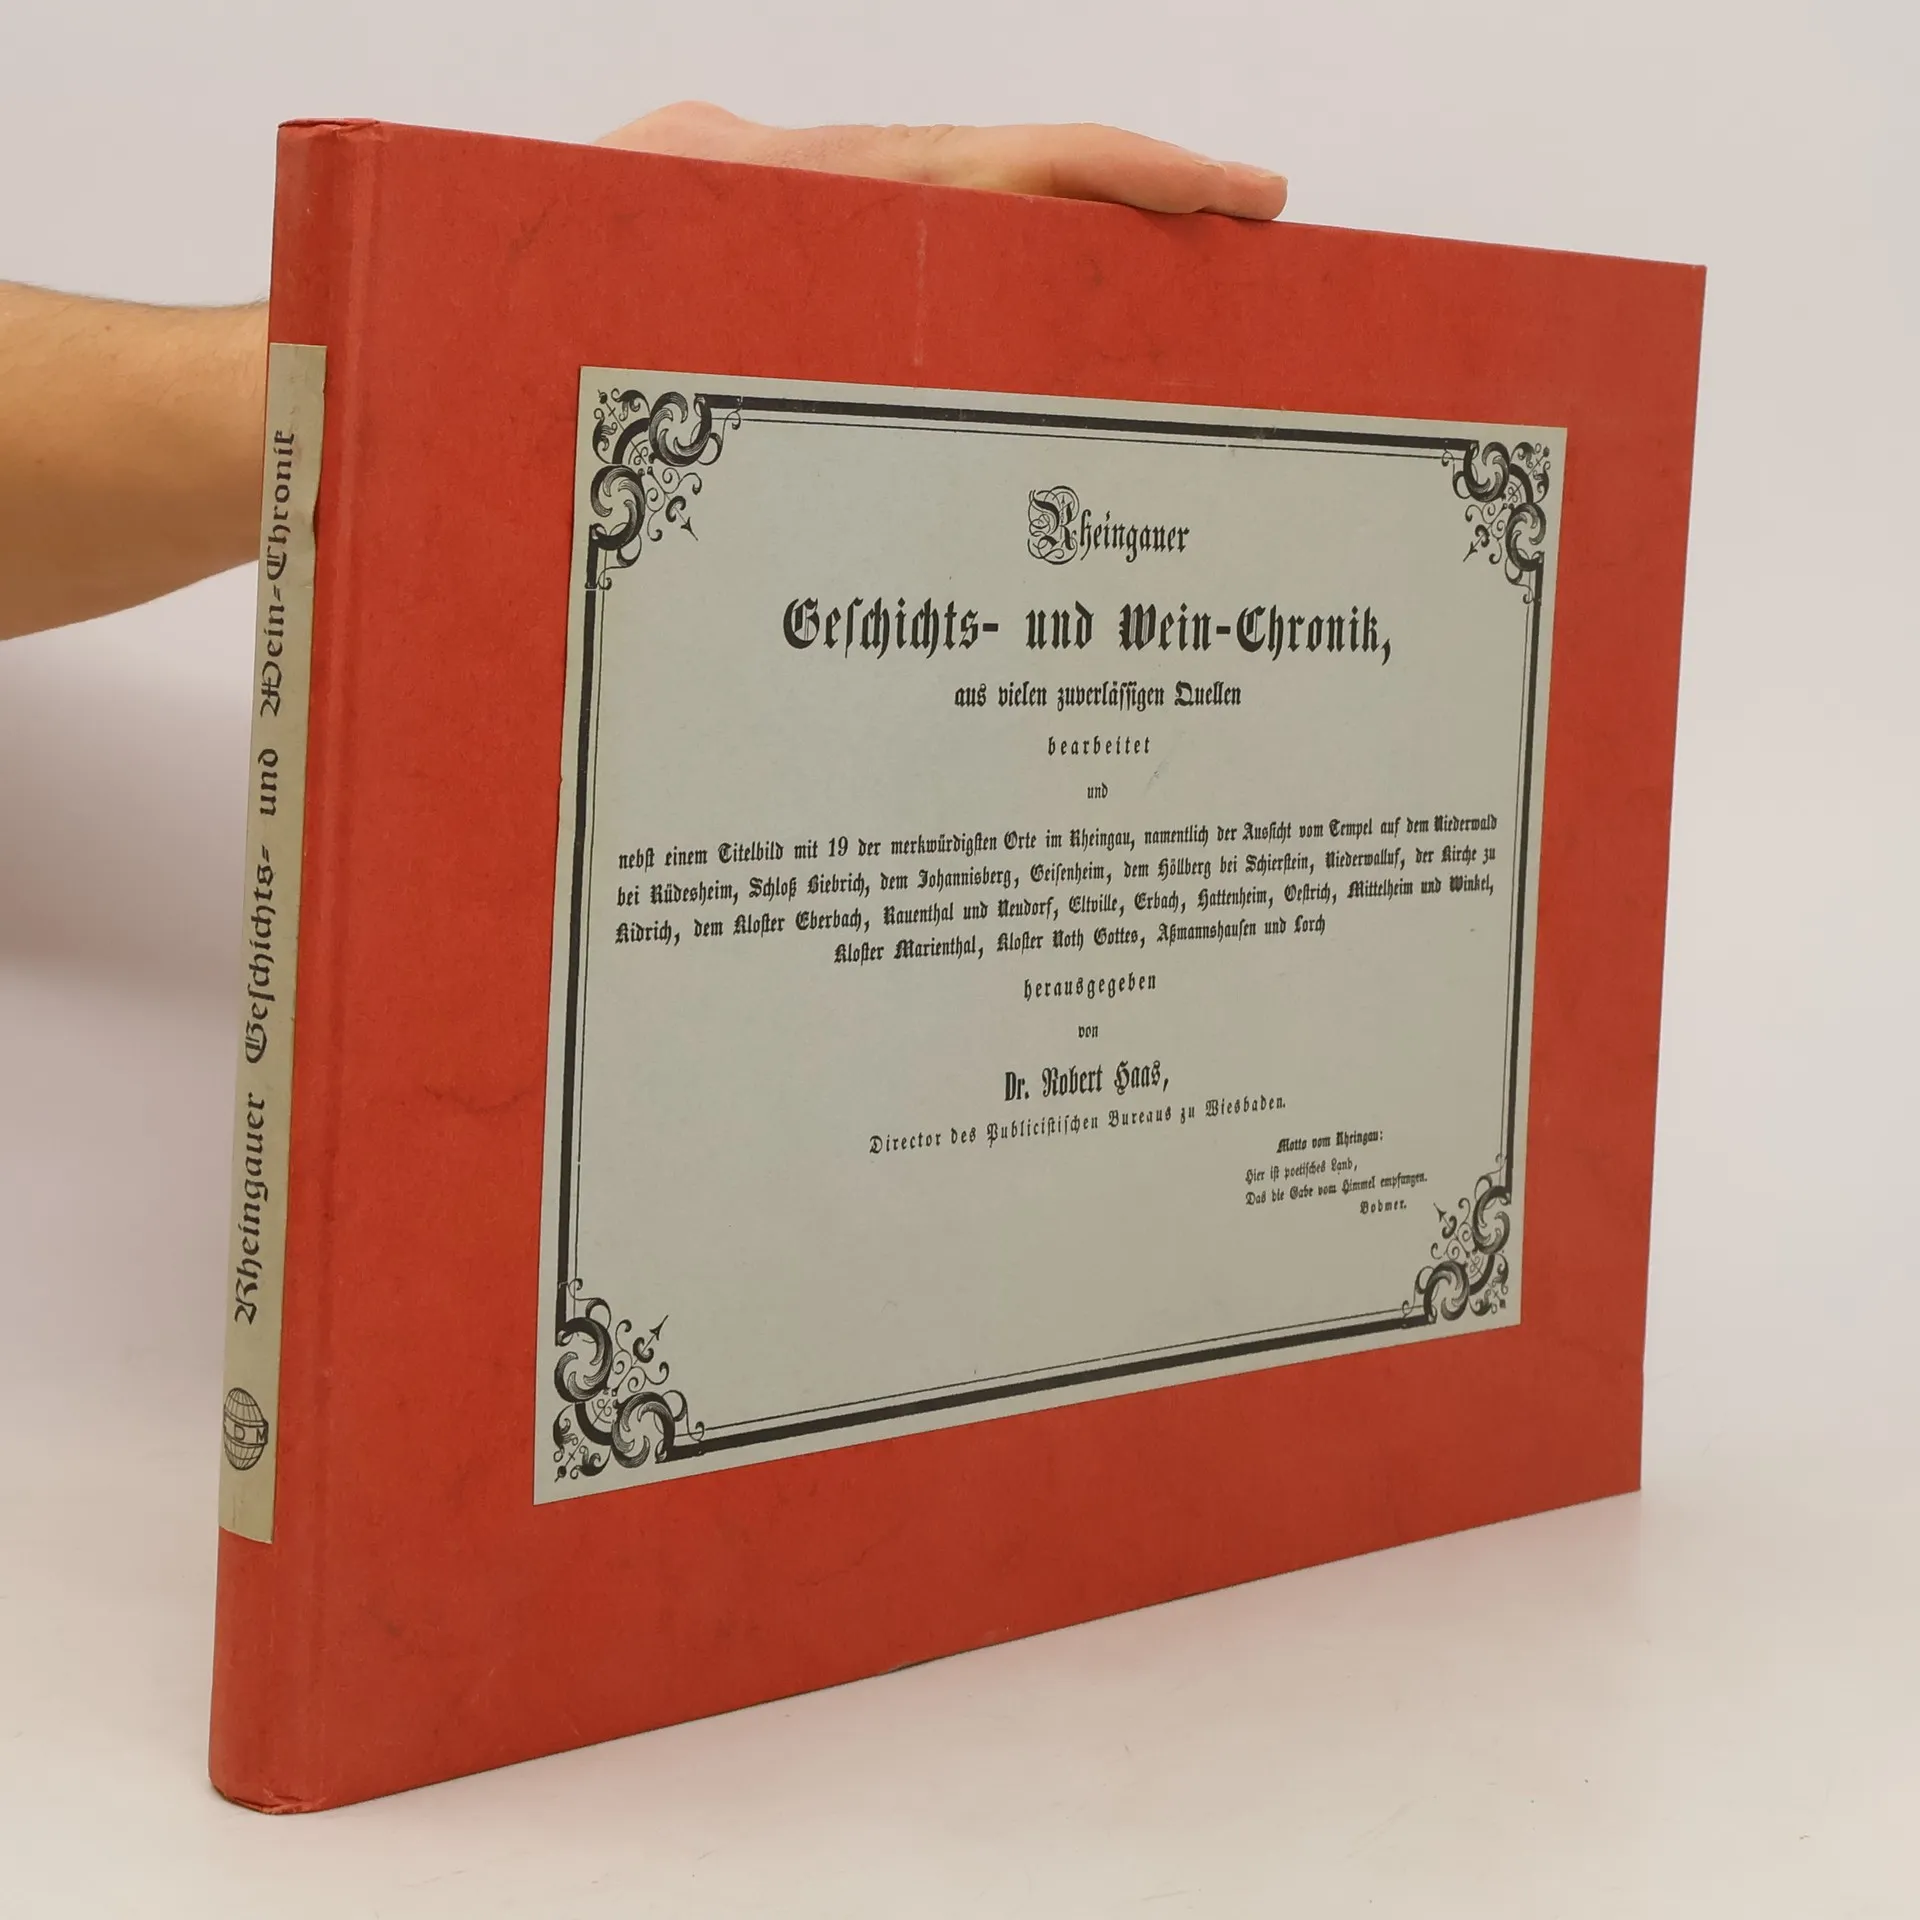 Rheingauer Geſchichts- und Wein-Chronik
Rheingauer
Geſchichts- und Wein-Chronik,
aus vielen zuverläſſigen Quellen
bearbeitet
und
nebſt einem Titelbild mit 19 der merkwürdigſten Orte im Rheingau, namentlich der Ausſicht vom Tempel auf dem Niederwald
bei Rüdesheim, Schloß Biebrich, dem Johannisberg, Geiſenheim, dem Höllberg bei Schierſtein, Niederwalluf, der Kirche zu
Kidrich, dem Kloſter Eberbach, Rauenthal und Neudorf, Eltville, Erbach, Hattenheim, Oeſtrich, Mittelheim und Winkel,
Kloſter Marienthal, Kloſter Noth Gottes, Aßmannshauſen und Lorch
herausgegeben
von
Dr. Robert Haas,
Director des Publiciſtiſchen Bureaus zu Wiesbaden.
Motto vom Rheingau:
Hier iſt poetiſches Land,
Das die Gabe vom Himmel empfangen.
Bodmer.